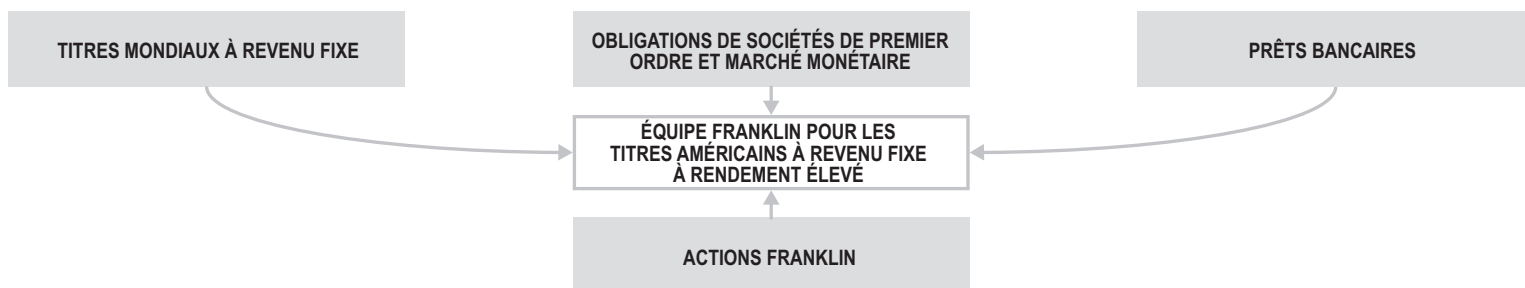 TITRES MONDIAUX À REVENU FIXE
OBLIGATIONS DE SOCIÉTÉS DE PREMIER
ORDRE ET MARCHÉ MONÉTAIRE
PRÊTS BANCAIRES
ÉQUIPE FRANKLIN POUR LES
TITRES AMÉRICAINS À REVENU FIXE
À RENDEMENT ÉLEVÉ
ACTIONS FRANKLIN